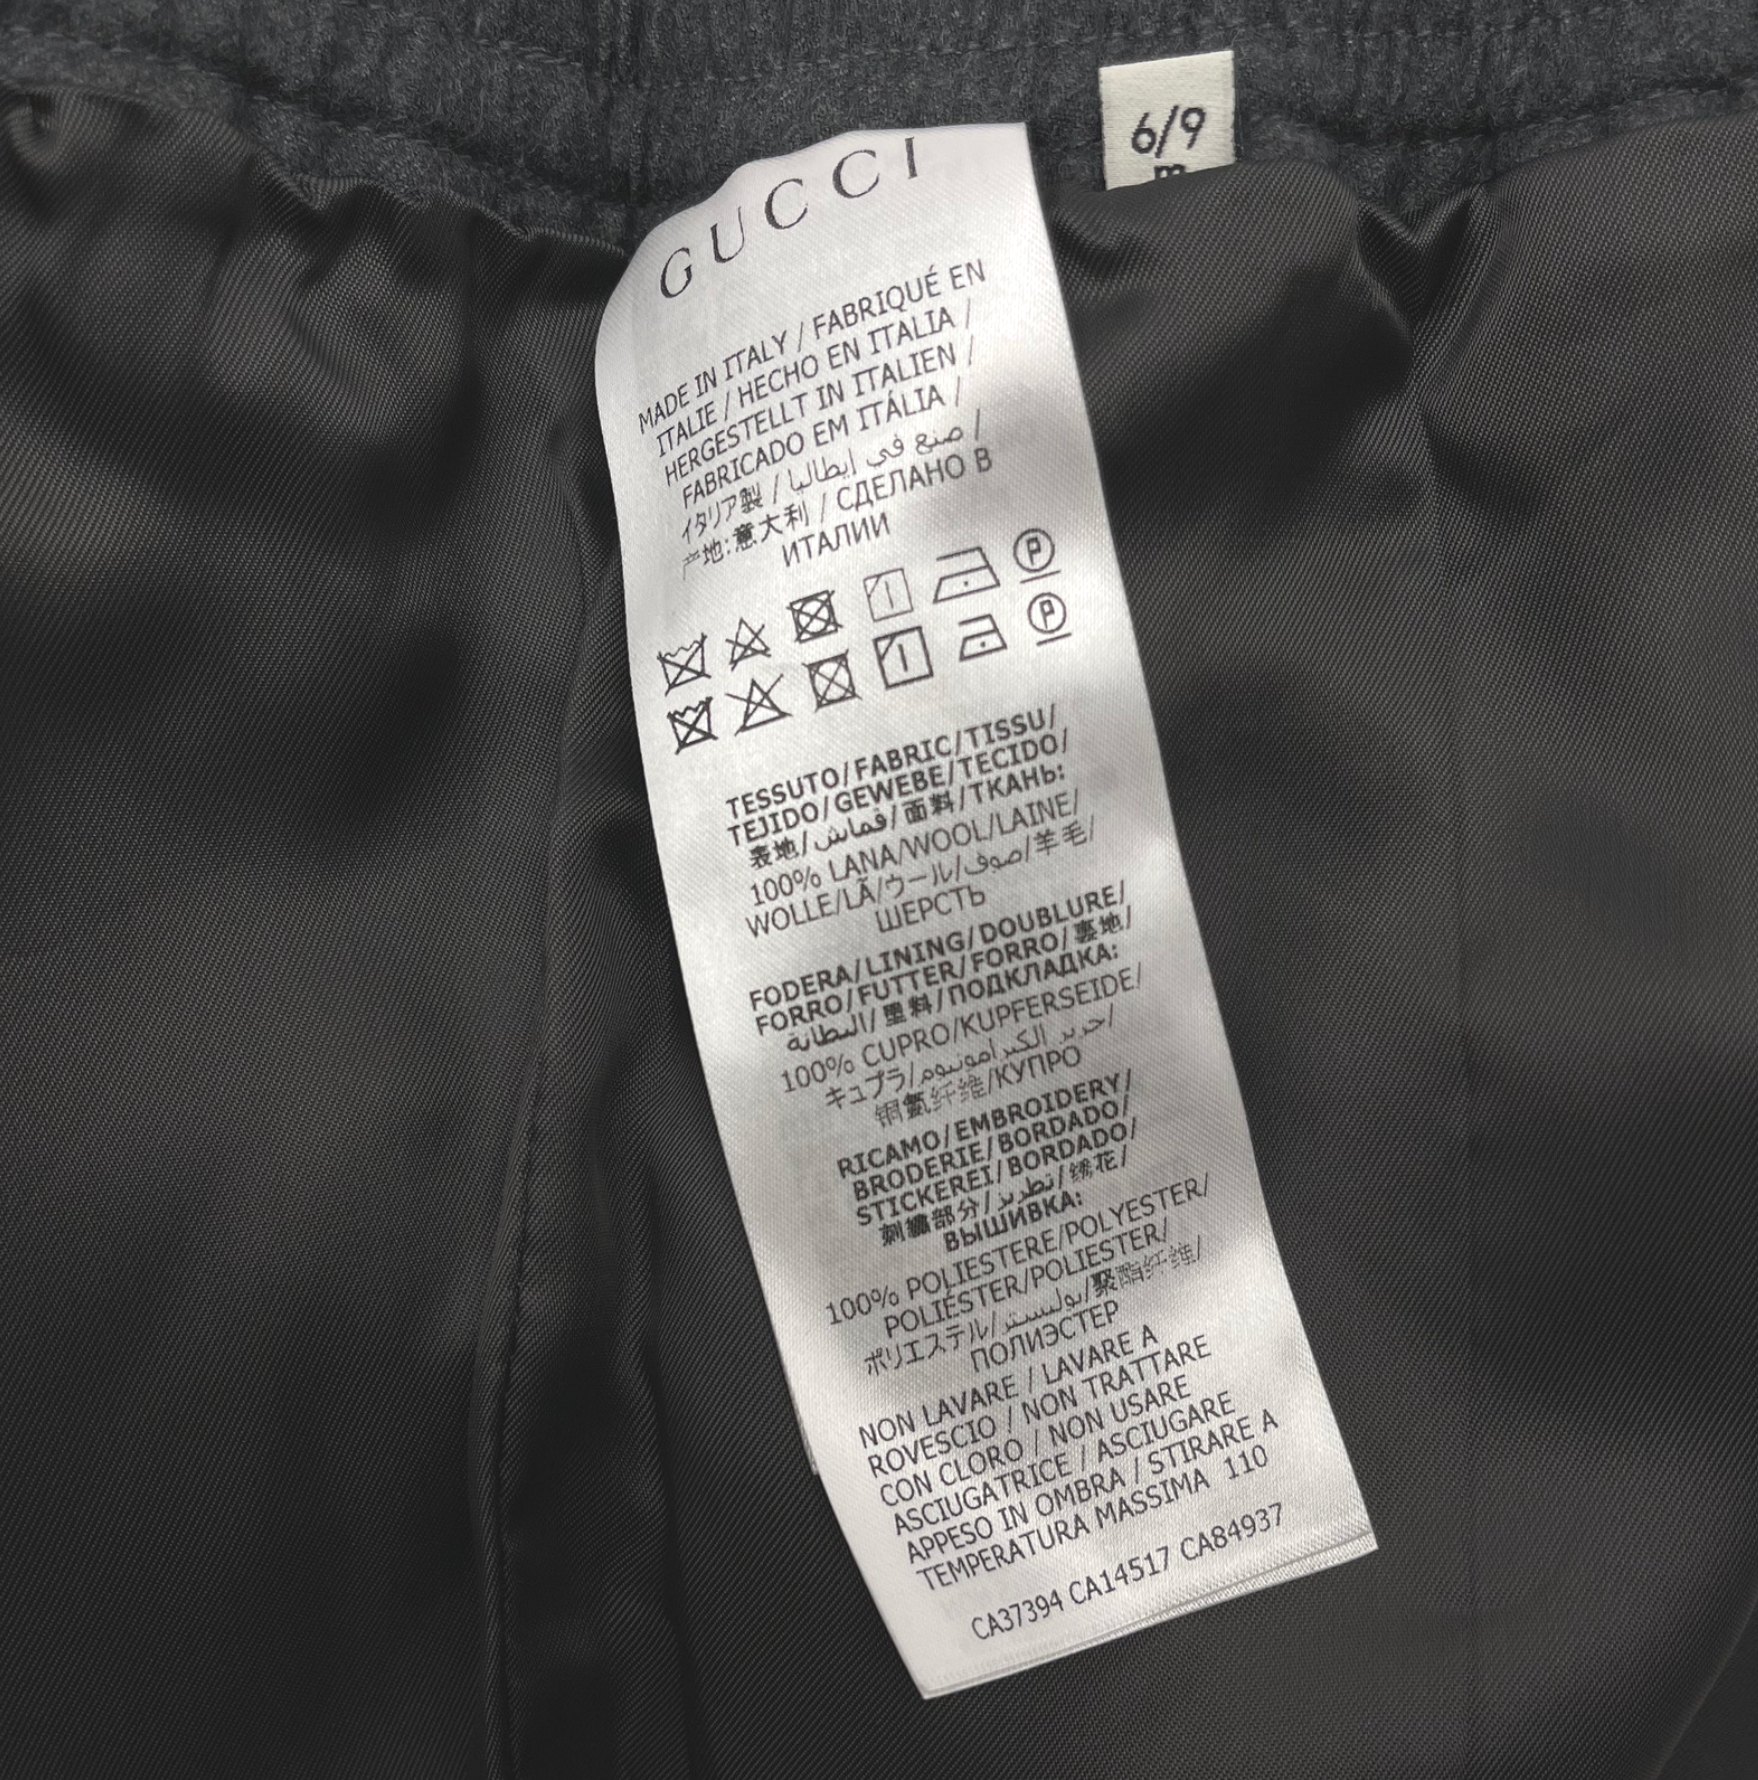 6/9
m
GUCCI
MADE IN ITALY / FABRIQUÉ EN
ITALIE / HECHO EN ITALIA /
HERGESTELLT IN ITALIEN /
FABRICADO EM ITÁLIA /
イタリア製 / صنع في إيطاليا /
产地:意大利 / СДЕЛАНО В
ИТАЛИИ
TESSUTO/FABRIC/TISSU/
TEJIDO/GEWEBE/TECIDO/
表地/قماش/面料/ТКАНЬ:
100% LANA/WOOL/LAINE/
WOLLE/LÃ/ウール/صوف/羊毛/
ШЕРСТЬ
FODERA/LINING/DOUBLURE/
FORRO/FUTTER/FORRO/裏地/
البطانة/里料/ПОДКЛАДКА:
100% CUPRO/KUPFERSEIDE/
キュプラ/حرير الكبرامونيوم/
铜氨纤维/КУПРО
RICAMO/EMBROIDERY/
BRODERIE/BORDADO/
STICKEREI/BORDADO/
刺繍部分/تطريز/绣花/
ВЫШИВКА:
100% POLIESTERE/POLYESTER/
POLIÉSTER/POLIESTER/
ポリエステル/بوليستر/聚酯纤维/
ПОЛИЭСТЕР
NON LAVARE / LAVARE A
ROVESCIO / NON TRATTARE
CON CLORO / NON USARE
ASCIUGATRICE / ASCIUGARE
APPESO IN OMBRA / STIRARE A
TEMPERATURA MASSIMA 110
CA37394 CA14517 CA84937